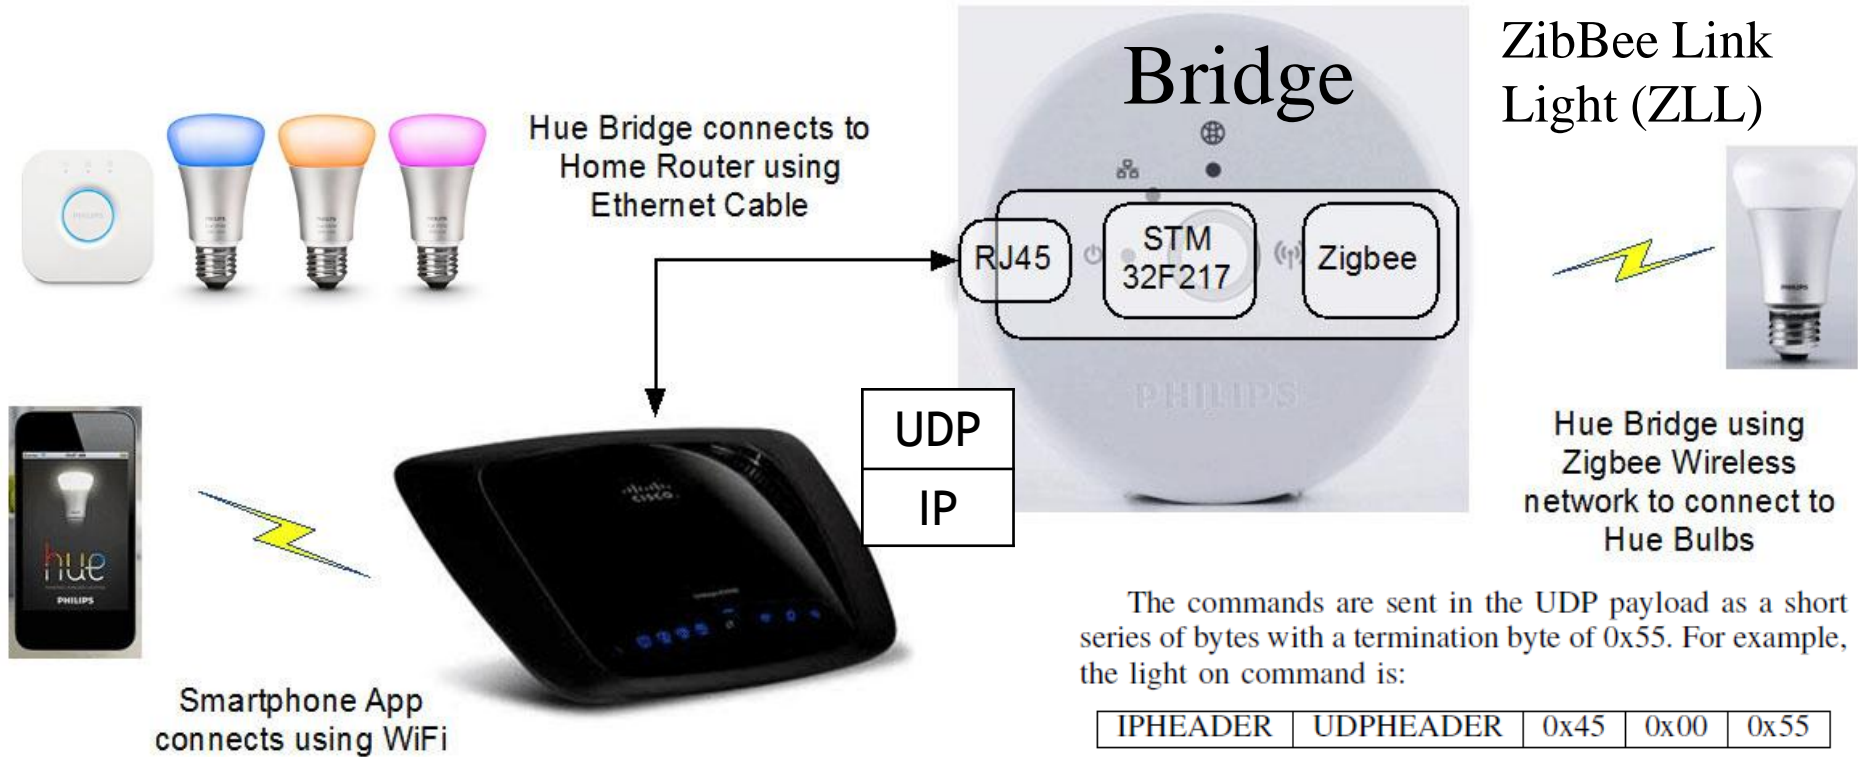 Bridge
ZibBee Link
Light (ZLL)
Hue Bridge connects to
Home Router using
Ethernet Cable
PHILIPS
RJ45
STM
32F217
Zigbee
PHILIPS
PHILIPS
UDP
IP
CISCO
hue
PHILIPS
Smartphone App
connects using WiFi
Hue Bridge using
Zigbee Wireless
network to connect to
Hue Bulbs
The commands are sent in the UDP payload as a short
series of bytes with a termination byte of 0x55. For example,
the light on command is:
IPHEADER UDPHEADER 0x45 0x00 0x55